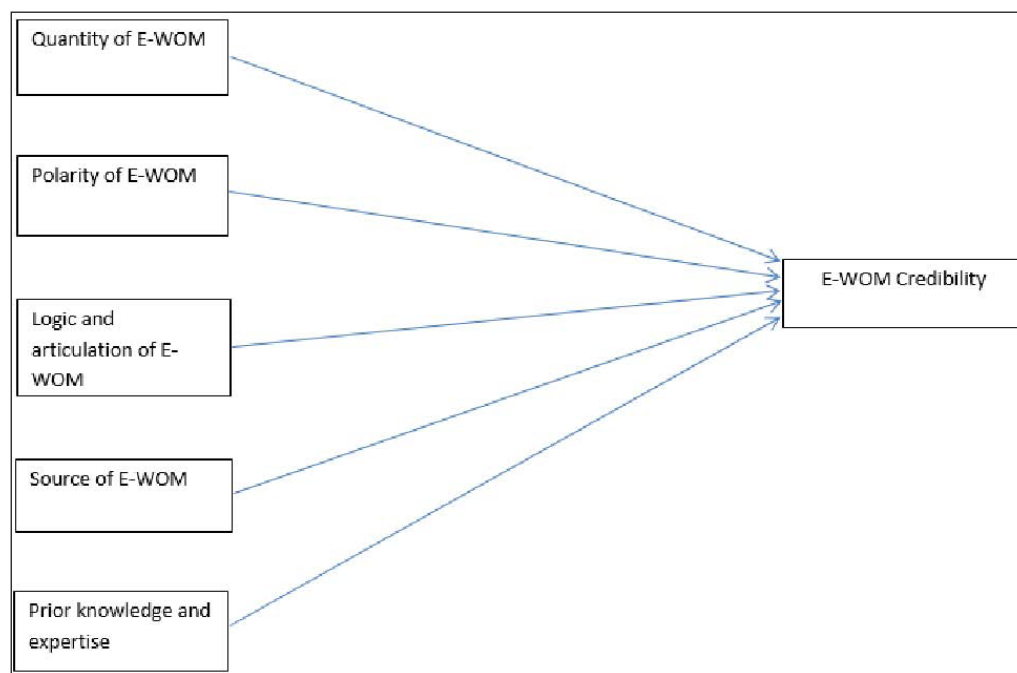 Quantity of E-WOM
Polarity of E-WOM
Logic and
articulation of E-
WOM
Source of E-WOM
Prior knowledge and
expertise
E-WOM Credibility